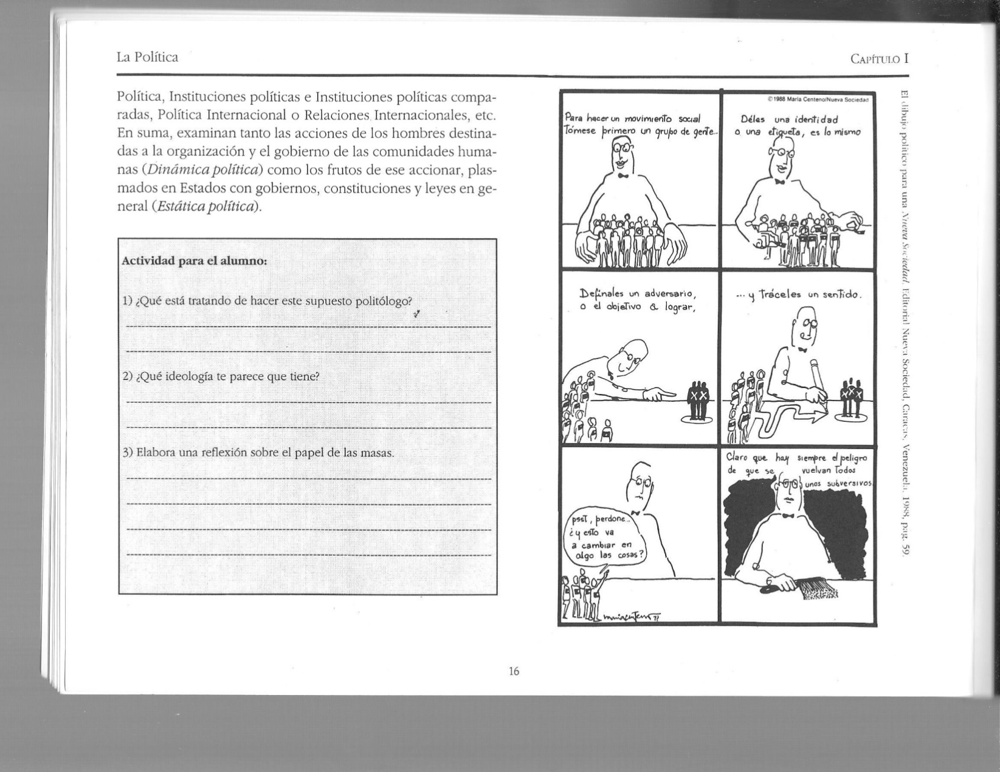 La Política
CAPÍTULO I
Política, Instituciones políticas e Instituciones políticas compa-
radas, Política Internacional o Relaciones Internacionales, etc.
En suma, examinan tanto las acciones de los hombres destina-
das a la organización y el gobierno de las comunidades huma-
nas (Dinámica política) como los frutos de ese accionar, plas-
mados en Estados con gobiernos, constituciones y leyes en ge-
neral (Estática política).
Actividad para el alumno:
1) ¿Qué está tratando de hacer este supuesto politólogo?
2) ¿Qué ideología te parece que tiene?
3) Elabora una reflexión sobre el papel de las masas.
© 1988 María Centeno/Nueva Sociedad
Para hacer un movimiento social
Tómese primero un grupo de gente...
Déles una identidad
o una etiqueta, es lo mismo
Defínales un adversario,
o el objetivo a lograr,
... y tráceles un sentido.
psst, perdone...
¿y esto va
a cambiar en
algo las cosas?
mariacenteno 87
Claro que hay siempre el peligro
de que se vuelvan Todos
unos subversivos
El dibujo político para una Nueva Sociedad. Editorial Nueva Sociedad, Caracas, Venezuela, 1988, pag. 59.
16